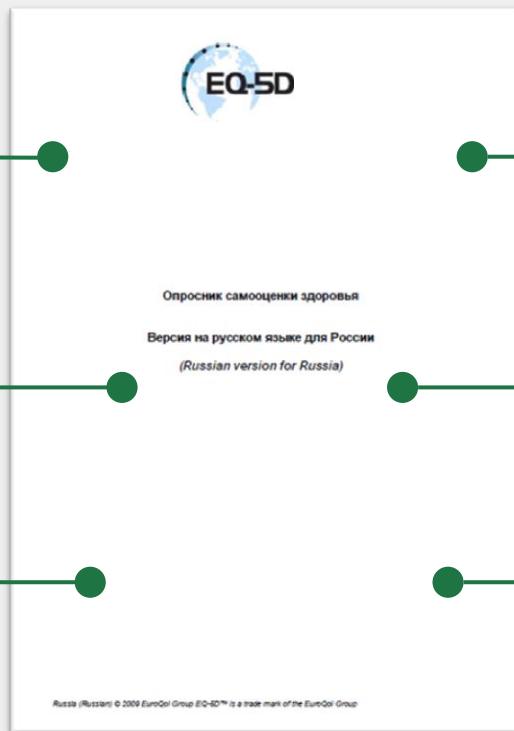 EQ-5D
Опросник самооценки здоровья
Версия на русском языке для России
(Russian version for Russia)
Russia (Russian) © 2009 EuroQol Group EQ-5D™ is a trade mark of the EuroQol Group